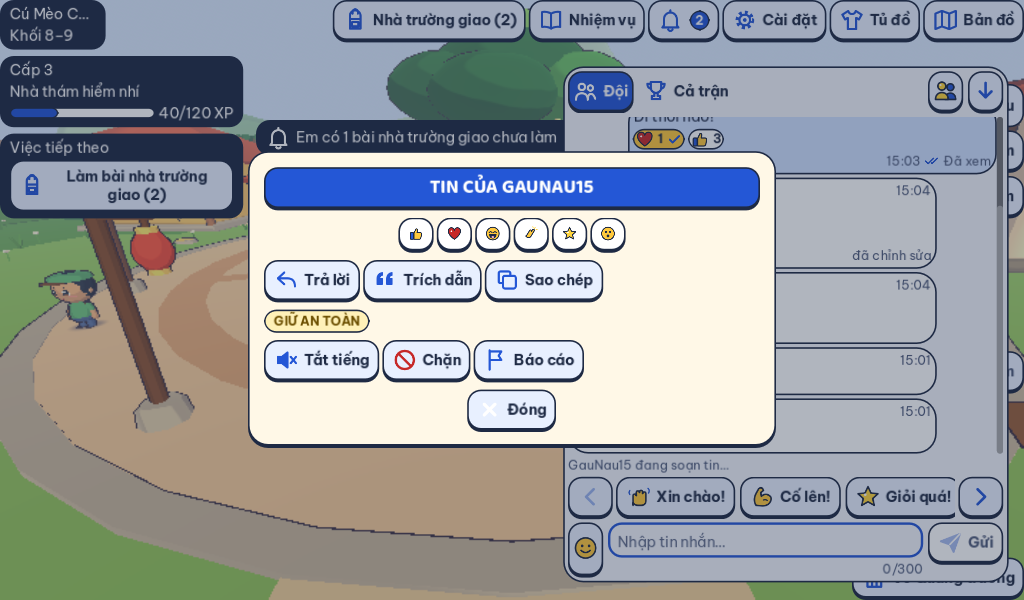 Cú Mèo C...
Khối 8-9
Nhà trường giao (2)
Nhiệm vụ
2
Cài đặt
Tủ đồ
Bản đồ
Cấp 3
Nhà thám hiểm nhí
40/120 XP
Việc tiếp theo
Làm bài nhà trường
giao (2)
Em có 1 bài nhà trường giao chưa làm
Đội
Cả trận
Đi thôi nào!
1
3
15:03 Đã xem
15:04
đã chỉnh sửa
15:04
15:01
15:01
TIN CỦA GAUNAU15
Trả lời
Trích dẫn
Sao chép
GIỮ AN TOÀN
Tắt tiếng
Chặn
Báo cáo
Đóng
GauNau15 đang soạn tin...
Xin chào!
Cố lên!
Giỏi quá!
Nhập tin nhắn...
Gửi
0/300